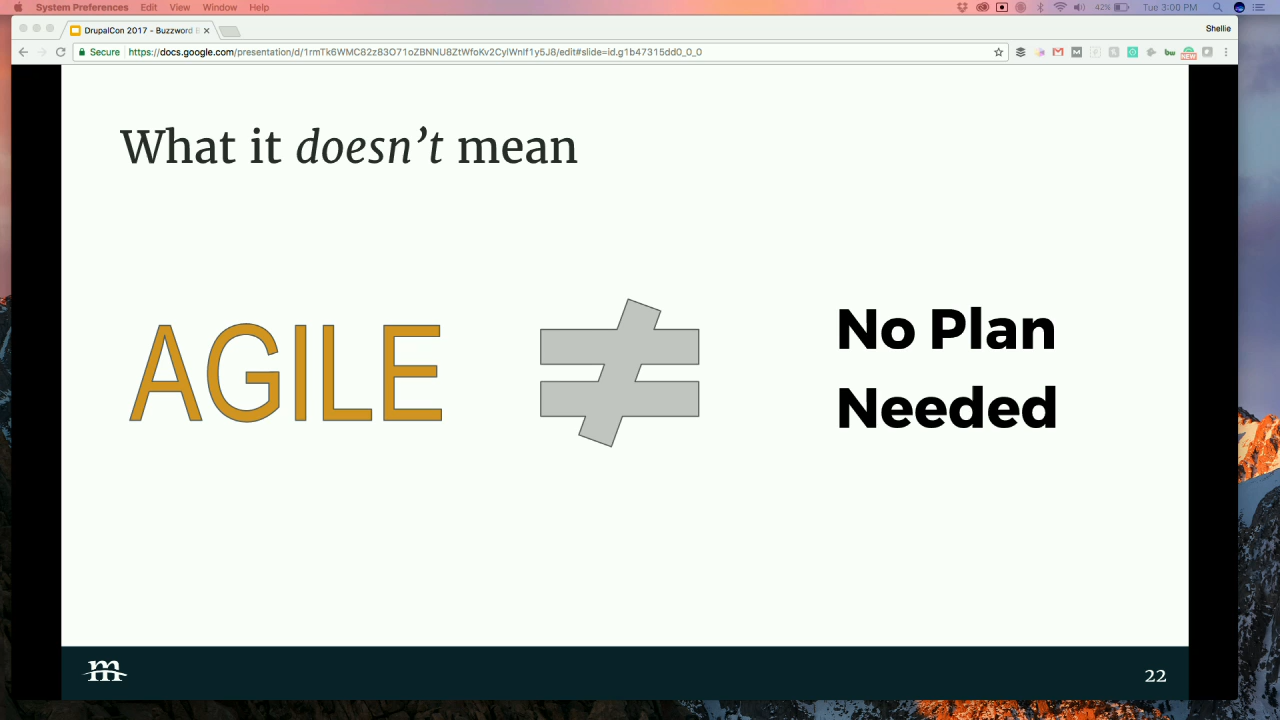 System Preferences Edit View Window Help 42% Tue 3:00 PM
DrupalCon 2017 - Buzzword Shellie
Secure https://docs.google.com/presentation/d/1rmTk6WMC82z83O71oZBNNU8ZtWfoKv2CylWnIf1y5J8/edit#slide=id.g1b47315dd0_0_0
What it doesn’t mean
AGILE ≠ No Plan
Needed
m 22